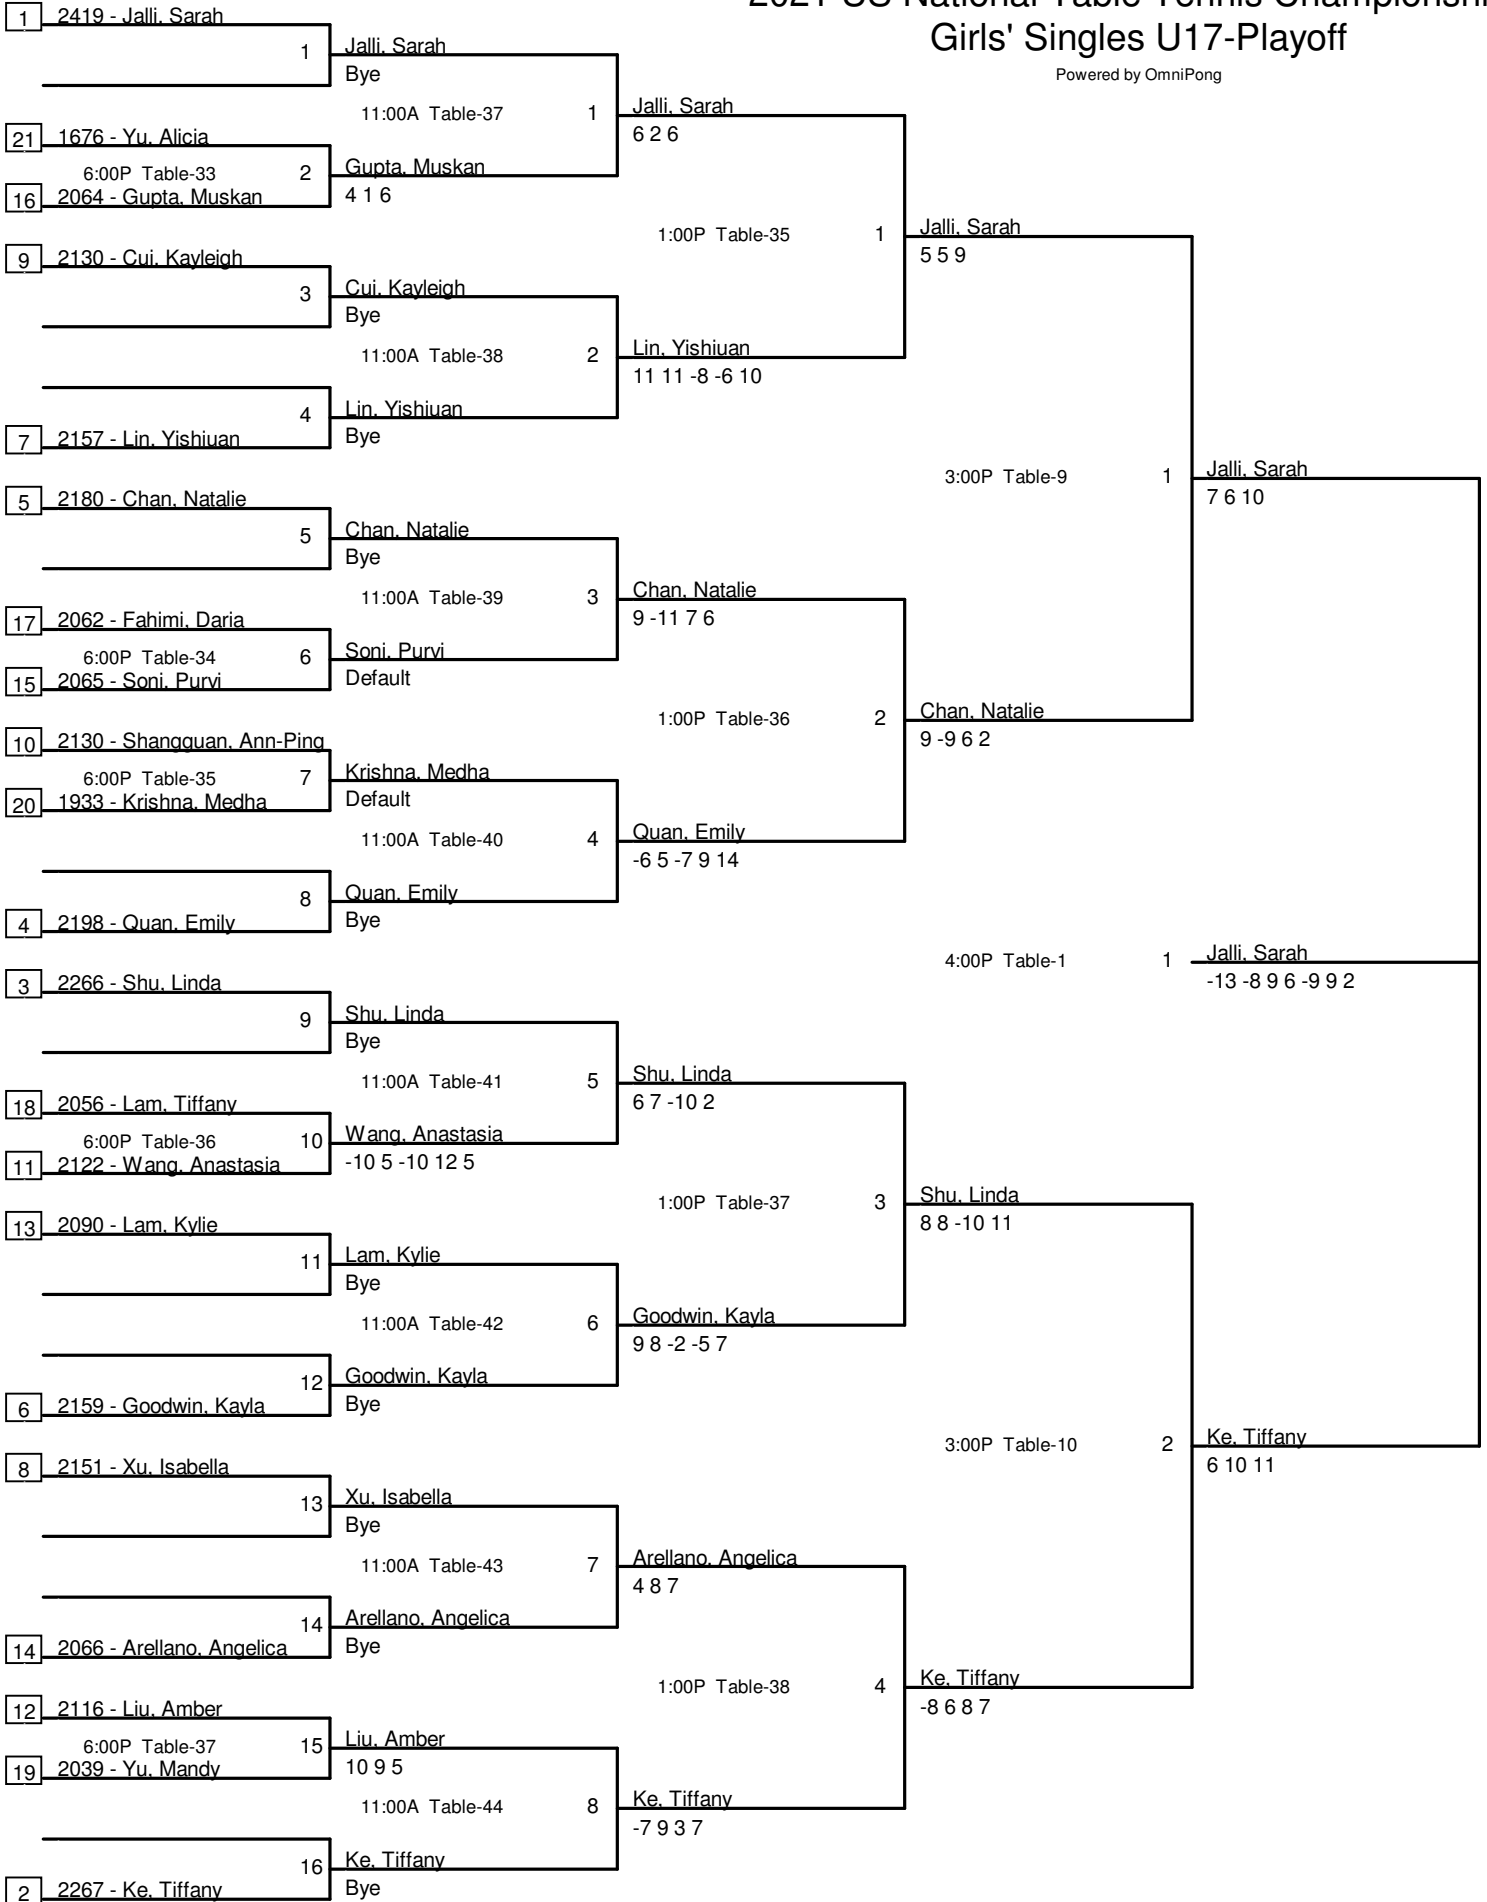 2021 US National Table Tennis Championshi
Girls' Singles U17-Playoff
Powered by OmniPong
1 2419 - Jalli, Sarah
1 Jalli, Sarah
Bye
11:00A Table-37 1 Jalli, Sarah
6 2 6
21 1676 - Yu, Alicia
6:00P Table-33 2 Gupta, Muskan
16 2064 - Gupta, Muskan 4 1 6
1:00P Table-35 1 Jalli, Sarah
5 5 9
9 2130 - Cui, Kayleigh
3 Cui, Kayleigh
Bye
11:00A Table-38 2 Lin, Yishiuan
11 11 -8 -6 10
4 Lin, Yishiuan
7 2157 - Lin, Yishiuan Bye
3:00P Table-9 1 Jalli, Sarah
7 6 10
5 2180 - Chan, Natalie
5 Chan, Natalie
Bye
11:00A Table-39 3 Chan, Natalie
9 -11 7 6
17 2062 - Fahimi, Daria
6:00P Table-34 6 Soni, Purvi
15 2065 - Soni, Purvi Default
1:00P Table-36 2 Chan, Natalie
9 -9 6 2
10 2130 - Shangguan, Ann-Ping
6:00P Table-35 7 Krishna, Medha
20 1933 - Krishna, Medha Default
11:00A Table-40 4 Quan, Emily
-6 5 -7 9 14
8 Quan, Emily
4 2198 - Quan, Emily Bye
4:00P Table-1 1 Jalli, Sarah
-13 -8 9 6 -9 9 2
3 2266 - Shu, Linda
9 Shu, Linda
Bye
11:00A Table-41 5 Shu, Linda
6 7 -10 2
18 2056 - Lam, Tiffany
6:00P Table-36 10 Wang, Anastasia
11 2122 - Wang, Anastasia -10 5 -10 12 5
1:00P Table-37 3 Shu, Linda
8 8 -10 11
13 2090 - Lam, Kylie
11 Lam, Kylie
Bye
11:00A Table-42 6 Goodwin, Kayla
9 8 -2 -5 7
12 Goodwin, Kayla
6 2159 - Goodwin, Kayla Bye
3:00P Table-10 2 Ke, Tiffany
6 10 11
8 2151 - Xu, Isabella
13 Xu, Isabella
Bye
11:00A Table-43 7 Arellano, Angelica
4 8 7
14 Arellano, Angelica
14 2066 - Arellano, Angelica Bye
1:00P Table-38 4 Ke, Tiffany
-8 6 8 7
12 2116 - Liu, Amber
6:00P Table-37 15 Liu, Amber
19 2039 - Yu, Mandy 10 9 5
11:00A Table-44 8 Ke, Tiffany
-7 9 3 7
16 Ke, Tiffany
2 2267 - Ke, Tiffany Bye